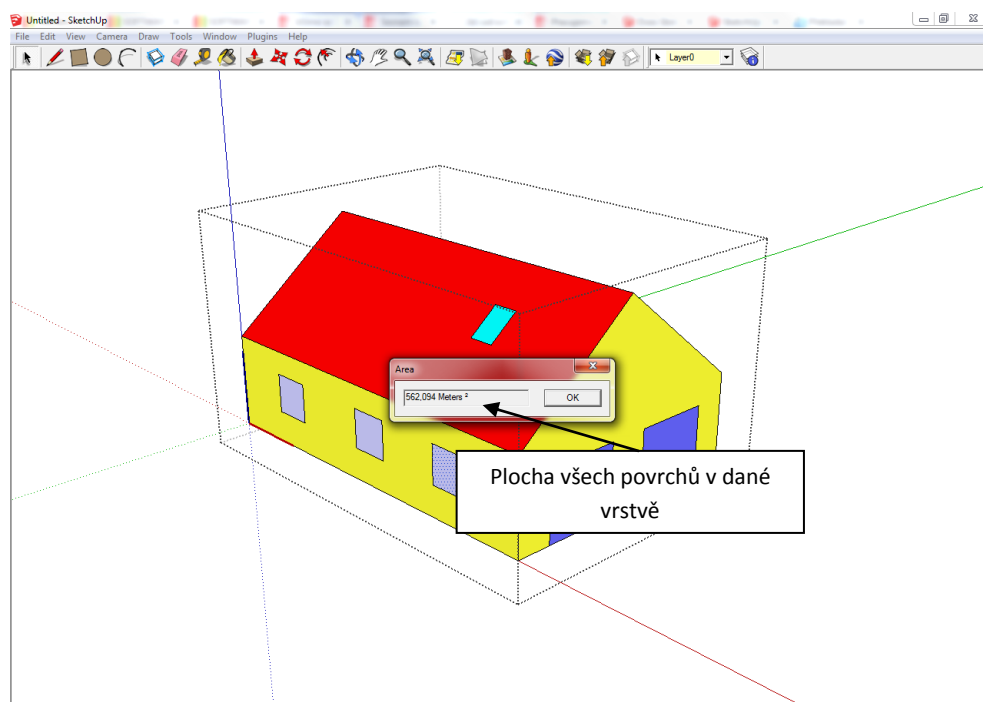 Untitled - SketchUp
File Edit View Camera Draw Tools Window Plugins Help
Layer0
Area
562,094 Meters ²
OK
Plocha všech povrchů v dané
vrstvě